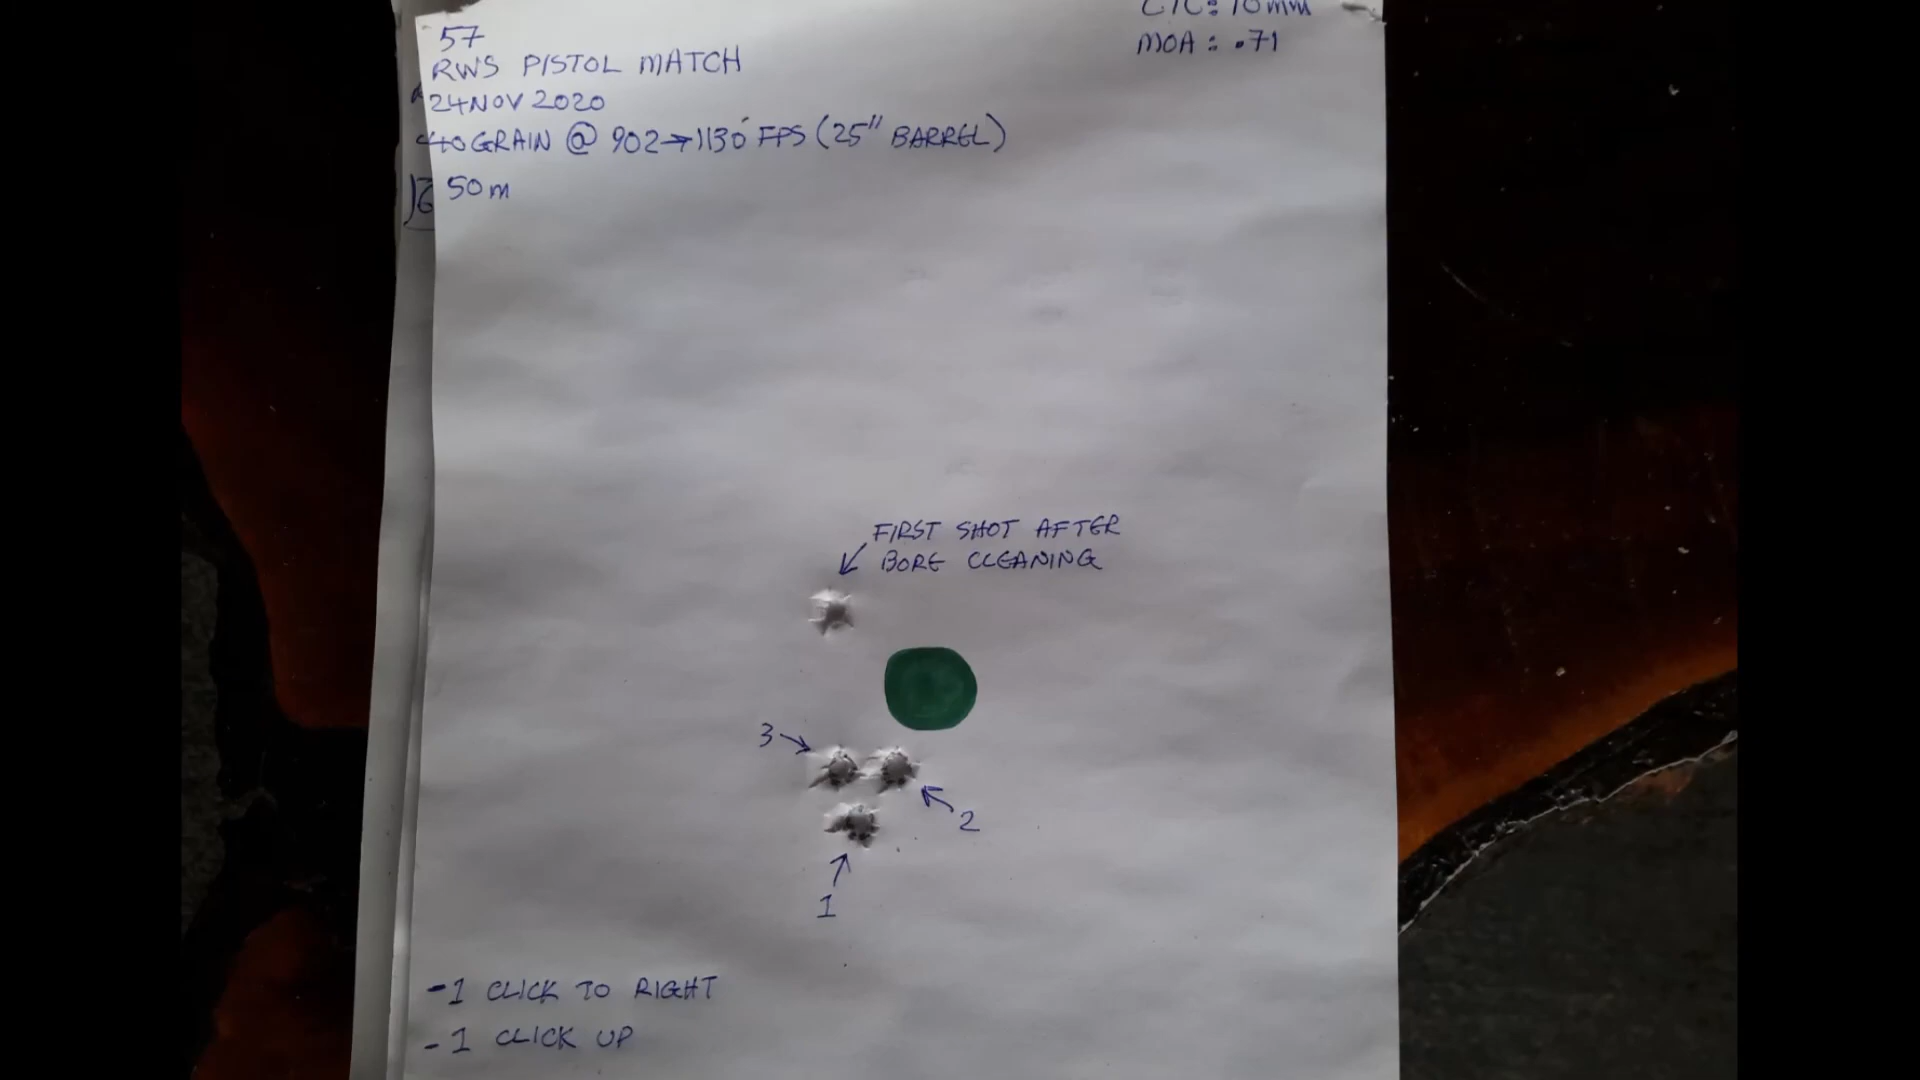 57
RWS PISTOL MATCH
24NOV2020
40GRAIN @ 902→1130 FPS (25" BARREL)
50m
CTC: 10mm
MOA: .71
FIRST SHOT AFTER
BORE CLEANING
3
2
1
-1 CLICK TO RIGHT
-1 CLICK UP